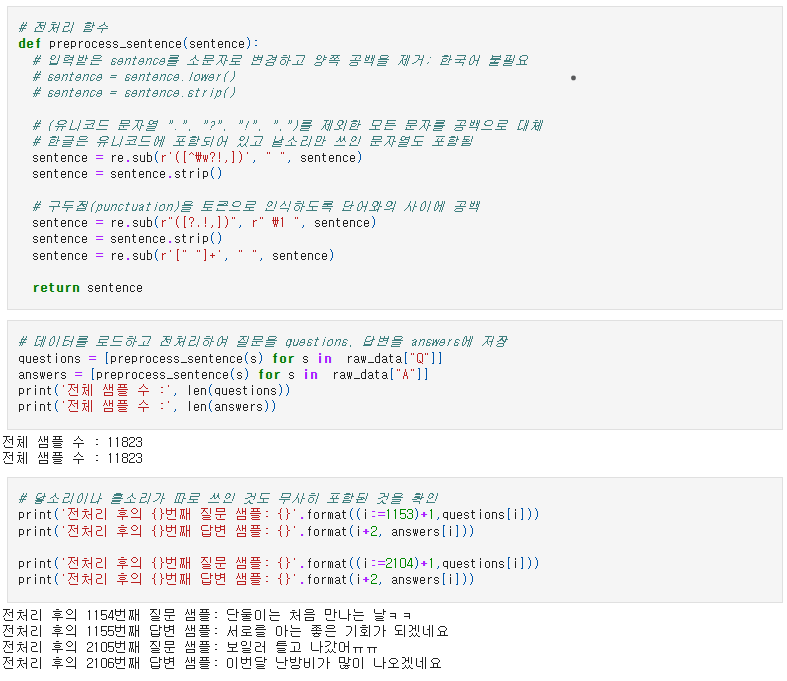 # 전처리 함수
def preprocess_sentence(sentence):
# 입력받은 sentence를 소문자로 변경하고 양쪽 공백을 제거; 한국어 불필요
# sentence = sentence.lower()
# sentence = sentence.strip()
# (유니코드 문자열 ".", "?", "!", ",")를 제외한 모든 문자를 공백으로 대체
# 한글은 유니코드에 포함되어 있고 낱소리만 쓰인 문자열도 포함됨
sentence = re.sub(r'([^₩w?!,])', " ", sentence)
sentence = sentence.strip()
# 구두점(punctuation)을 토큰으로 인식하도록 단어와의 사이에 공백
sentence = re.sub(r"([?.!,])", r" ₩1 ", sentence)
sentence = sentence.strip()
sentence = re.sub(r'[" "]+', " ", sentence)
return sentence
# 데이터를 로드하고 전처리하여 질문을 questions, 답변을 answers에 저장
questions = [preprocess_sentence(s) for s in raw_data["Q"]]
answers = [preprocess_sentence(s) for s in raw_data["A"]]
print('전체 샘플 수 :', len(questions))
print('전체 샘플 수 :', len(answers))
전체 샘플 수 : 11823
전체 샘플 수 : 11823
# 닿소리이나 홀소리가 따로 쓰인 것도 무사히 포함된 것을 확인
print('전처리 후의 {}번째 질문 샘플: {}'.format((i:=1153)+1,questions[i]))
print('전처리 후의 {}번째 답변 샘플: {}'.format(i+2, answers[i]))
print('전처리 후의 {}번째 질문 샘플: {}'.format((i:=2104)+1,questions[i]))
print('전처리 후의 {}번째 답변 샘플: {}'.format(i+2, answers[i]))
전처리 후의 1154번째 질문 샘플: 단둘이는 처음 만나는 날ㅋㅋ
전처리 후의 1155번째 답변 샘플: 서로를 아는 좋은 기회가 되겠네요
전처리 후의 2105번째 질문 샘플: 보일러 틀고 나갔어ㅠㅠ
전처리 후의 2106번째 답변 샘플: 이번달 난방비가 많이 나오겠네요